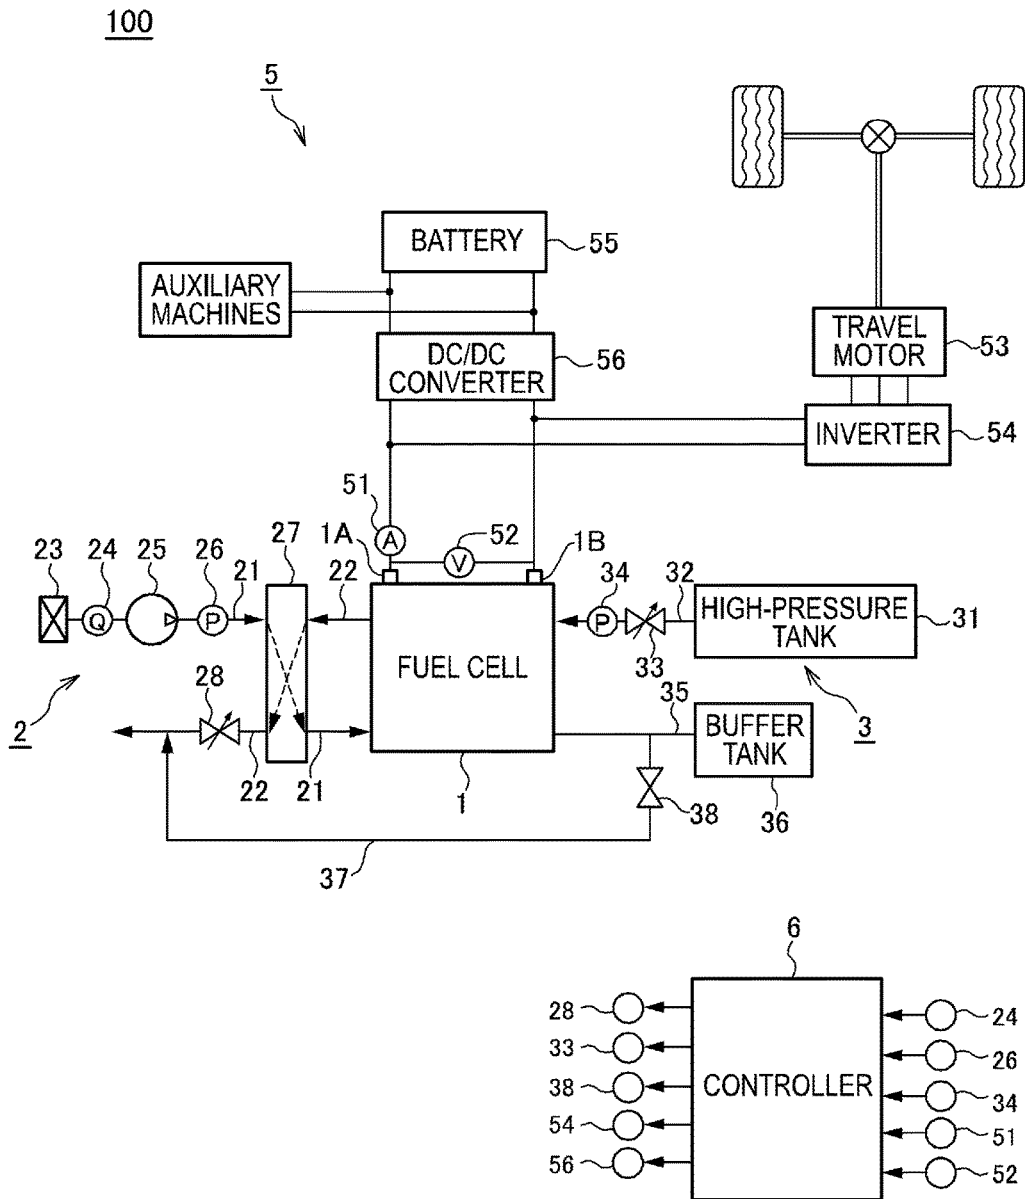 100
5
BATTERY
55
AUXILIARY
MACHINES
DC/DC
CONVERTER
56
TRAVEL
MOTOR
53
INVERTER
54
51
A
1A
52
V
1B
23
24
25
26
21
27
22
34
32
Q
P
P
33
HIGH-PRESSURE
TANK
31
FUEL CELL
2
28
22
21
1
35
BUFFER
TANK
36
3
38
37
6
CONTROLLER
28
33
38
54
56
24
26
34
51
52